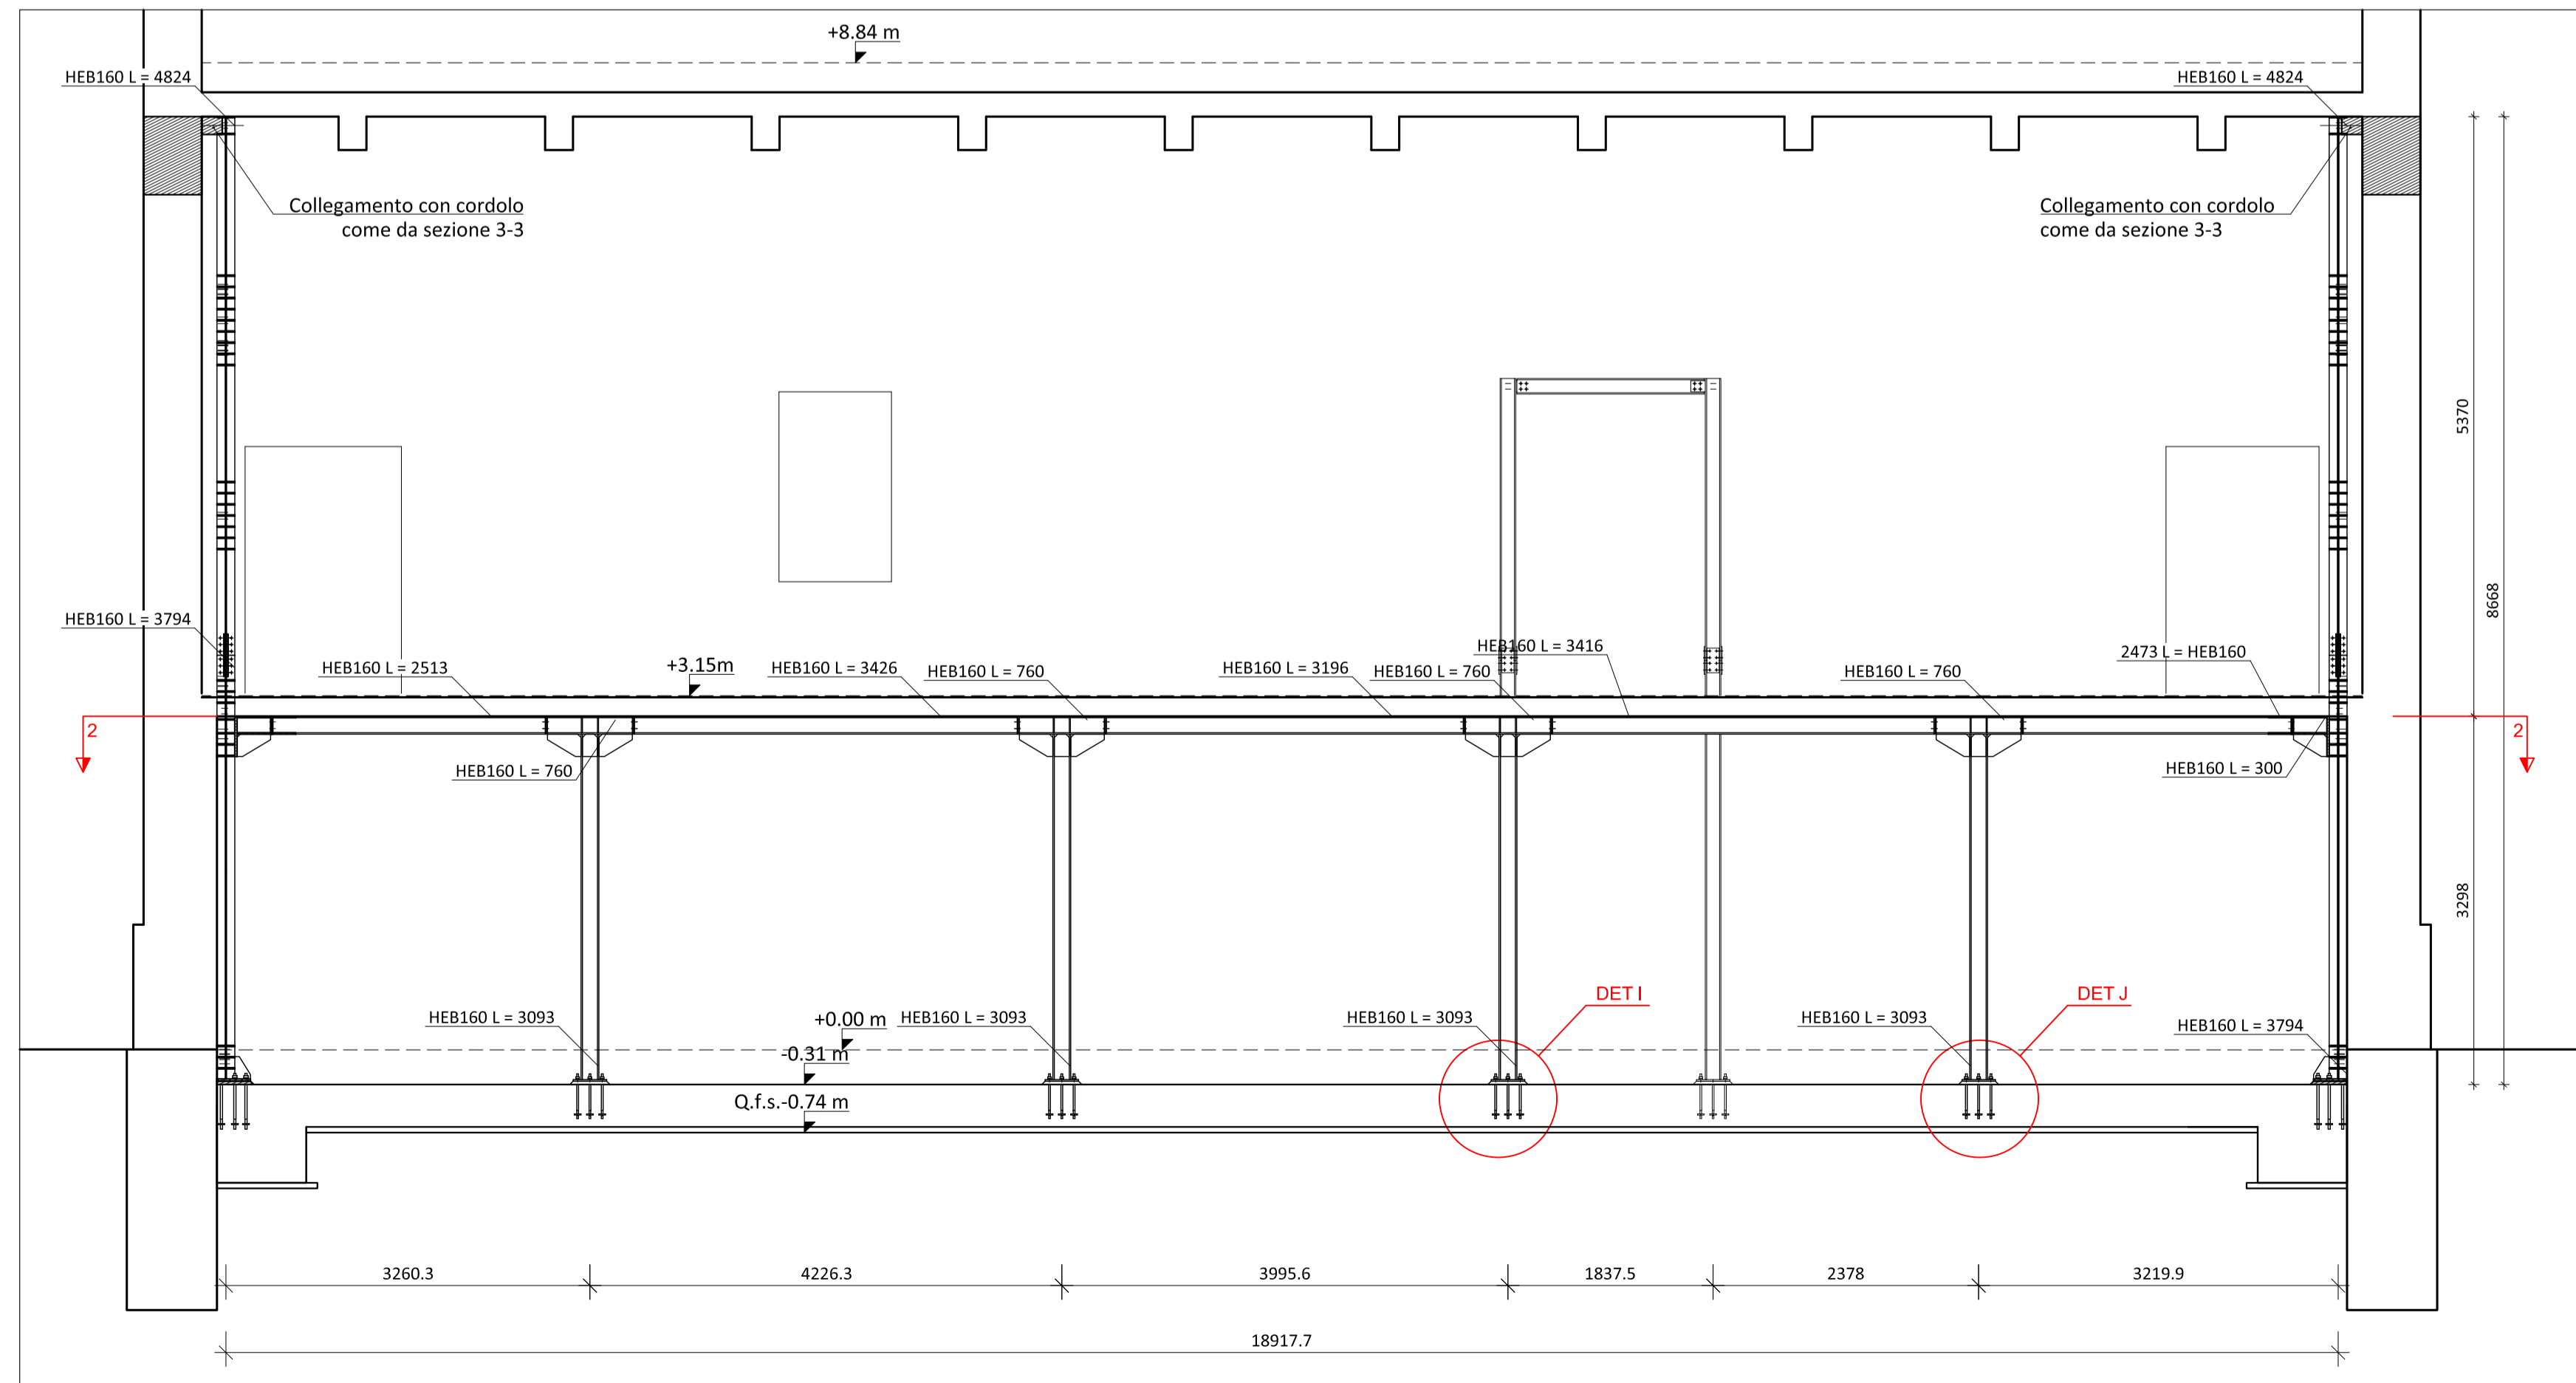 +8.84 m
HEB160 L = 4824
HEB160 L = 4824
Collegamento con cordolo
come da sezione 3-3
Collegamento con cordolo
come da sezione 3-3
5370
8668
HEB160 L = 3794
HEB160 L = 2513
+3.15m
HEB160 L = 3426
HEB160 L = 760
HEB160 L = 3196
HEB160 L = 760
HEB160 L = 3416
HEB160 L = 760
2473 L = HEB160
2
2
HEB160 L = 760
HEB160 L = 300
3298
DET I
DET J
HEB160 L = 3093
+0.00 m
HEB160 L = 3093
HEB160 L = 3093
HEB160 L = 3093
HEB160 L = 3794
-0.31 m
Q.f.s.-0.74 m
3260.3
4226.3
3995.6
1837.5
2378
3219.9
18917.7